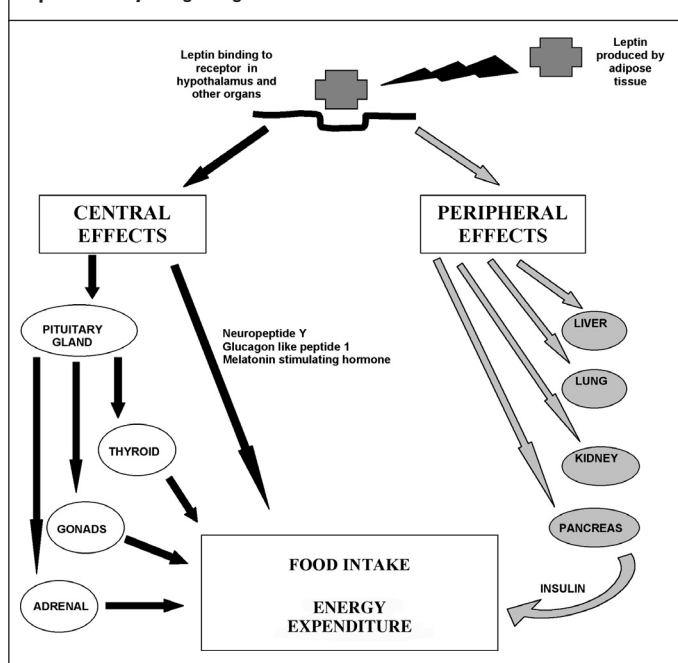 Leptin binding to
receptor in
hypothalamus and
other organs
Leptin
produced by
adipose
tissue
CENTRAL
EFFECTS
PERIPHERAL
EFFECTS
PITUITARY
GLAND
Neuropeptide Y
Glucagon like peptide 1
Melatonin stimulating hormone
LIVER
LUNG
THYROID
KIDNEY
GONADS
PANCREAS
FOOD INTAKE
ADRENAL
ENERGY
EXPENDITURE
INSULIN